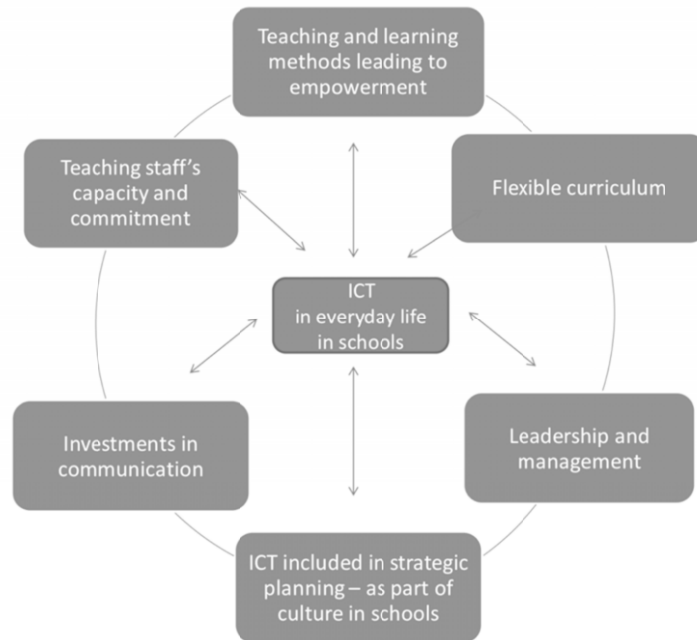 Teaching and learning
methods leading to
empowerment
Teaching staff's
capacity and
commitment
Flexible curriculum
ICT
in everyday life
in schools
Investments in
communication
Leadership and
management
ICT included in strategic
planning – as part of
culture in schools